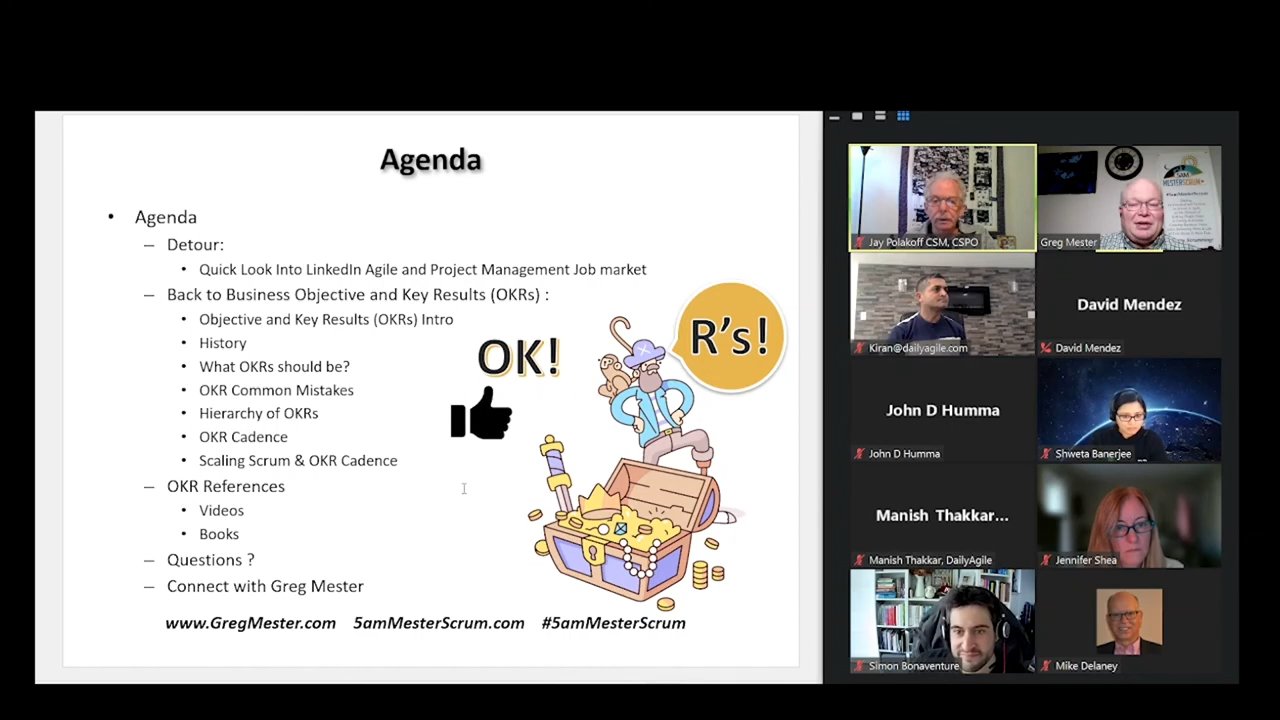 Agenda
• Agenda
– Detour:
• Quick Look Into LinkedIn Agile and Project Management Job market
– Back to Business Objective and Key Results (OKRs) :
• Objective and Key Results (OKRs) Intro
• History
• What OKRs should be?
• OKR Common Mistakes
• Hierarchy of OKRs
• OKR Cadence
• Scaling Scrum & OKR Cadence
– OKR References
• Videos
• Books
– Questions ?
– Connect with Greg Mester
www.GregMester.com 5amMesterScrum.com #5amMesterScrum
OK!
R's!
Jay Polakoff CSM, CSPO
5AM
MESTERSCRUM
Greg Mester
Kiran@dailyagile.com
David Mendez
David Mendez
John D Humma
John D Humma
Shweta Banerjee
Manish Thakkar...
Manish Thakkar, DailyAgile
Jennifer Shea
Simon Bonaventure
Mike Delaney